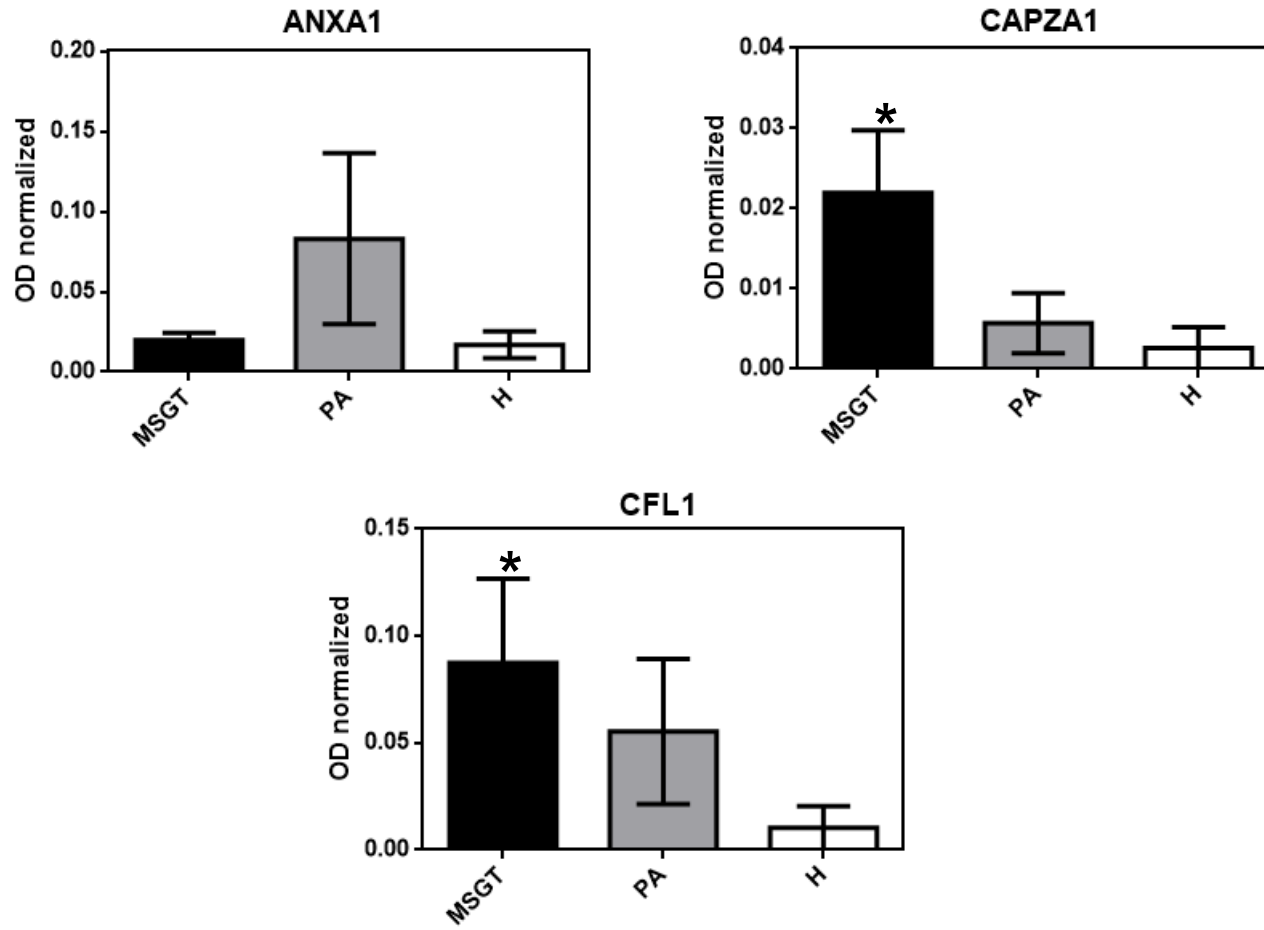 ANXA1
OD normalized
0.20
0.15
0.10
0.05
0.00
MSGT
PA
H
CAPZA1
OD normalized
0.04
0.03
0.02
0.01
0.00
*
MSGT
PA
H
CFL1
OD normalized
0.15
0.10
0.05
0.00
*
MSGT
PA
H